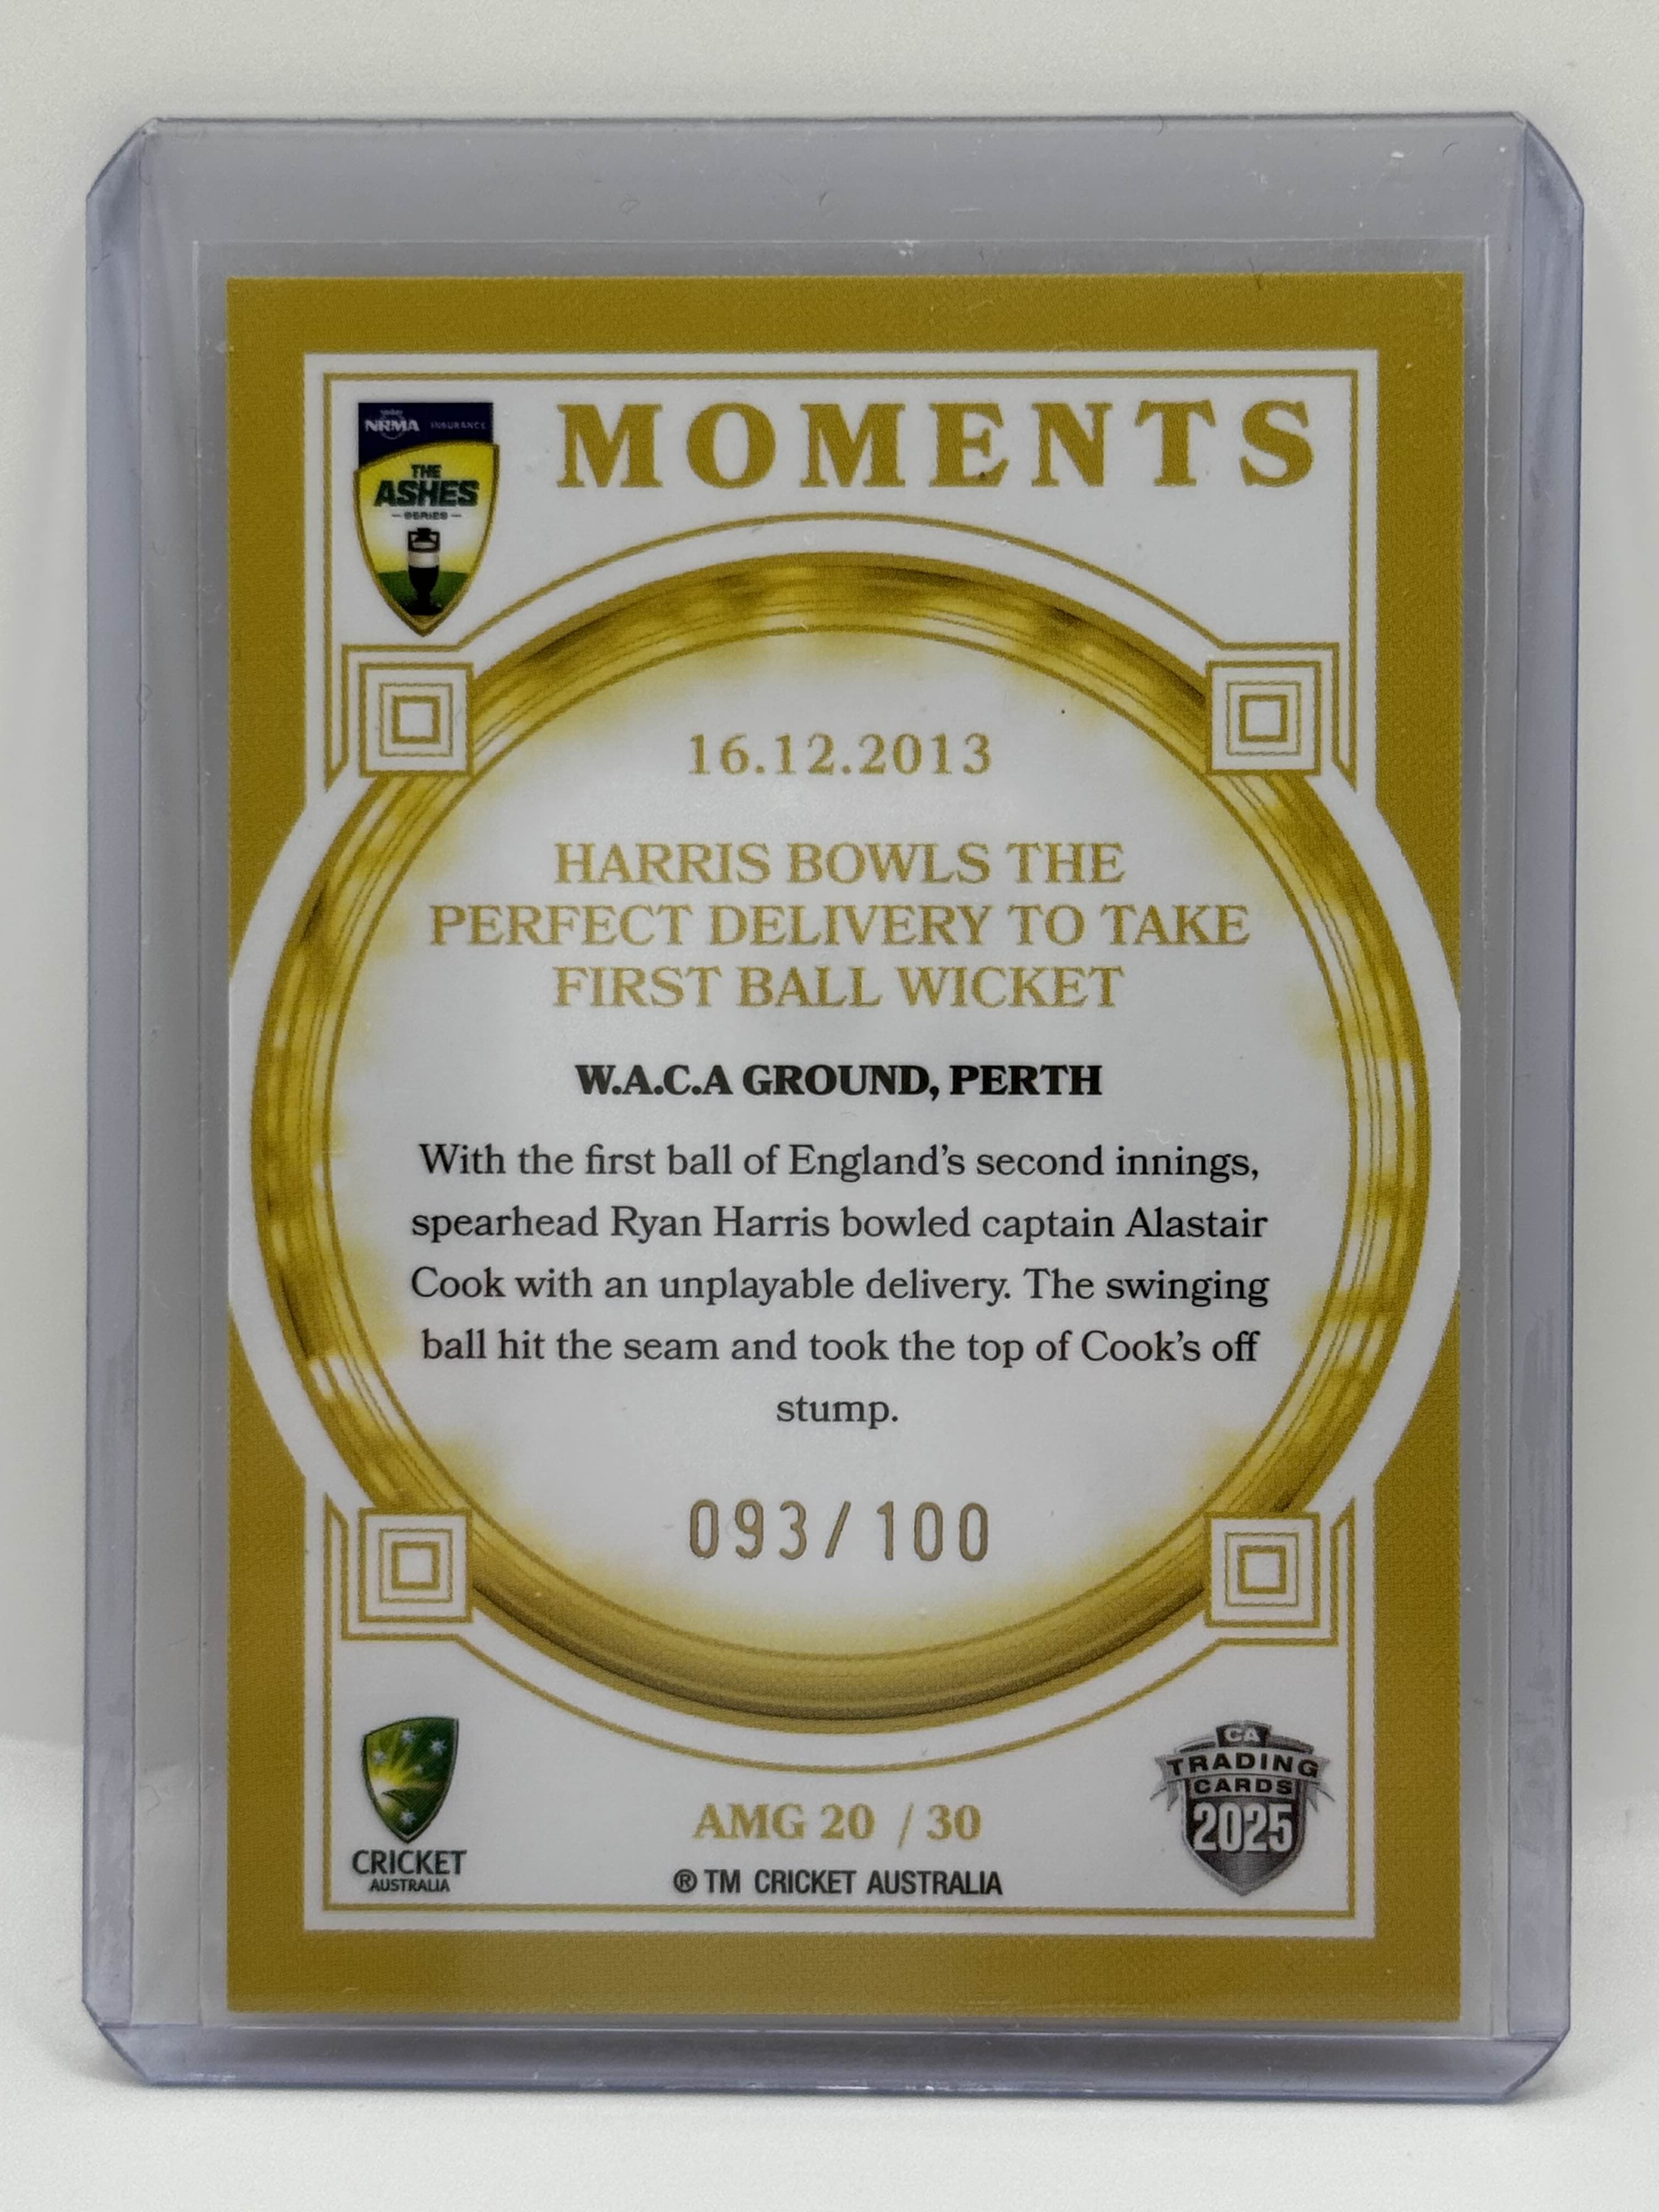 NRMA INSURANCE
THE
ASHES
SERIES
MOMENTS
16.12.2013
HARRIS BOWLS THE
PERFECT DELIVERY TO TAKE
FIRST BALL WICKET
W.A.C.A GROUND, PERTH
With the first ball of England's second innings,
spearhead Ryan Harris bowled captain Alastair
Cook with an unplayable delivery. The swinging
ball hit the seam and took the top of Cook's off
stump.
093/100
CRICKET
AUSTRALIA
AMG 20 / 30
® TM CRICKET AUSTRALIA
CA
TRADING
CARDS
2025